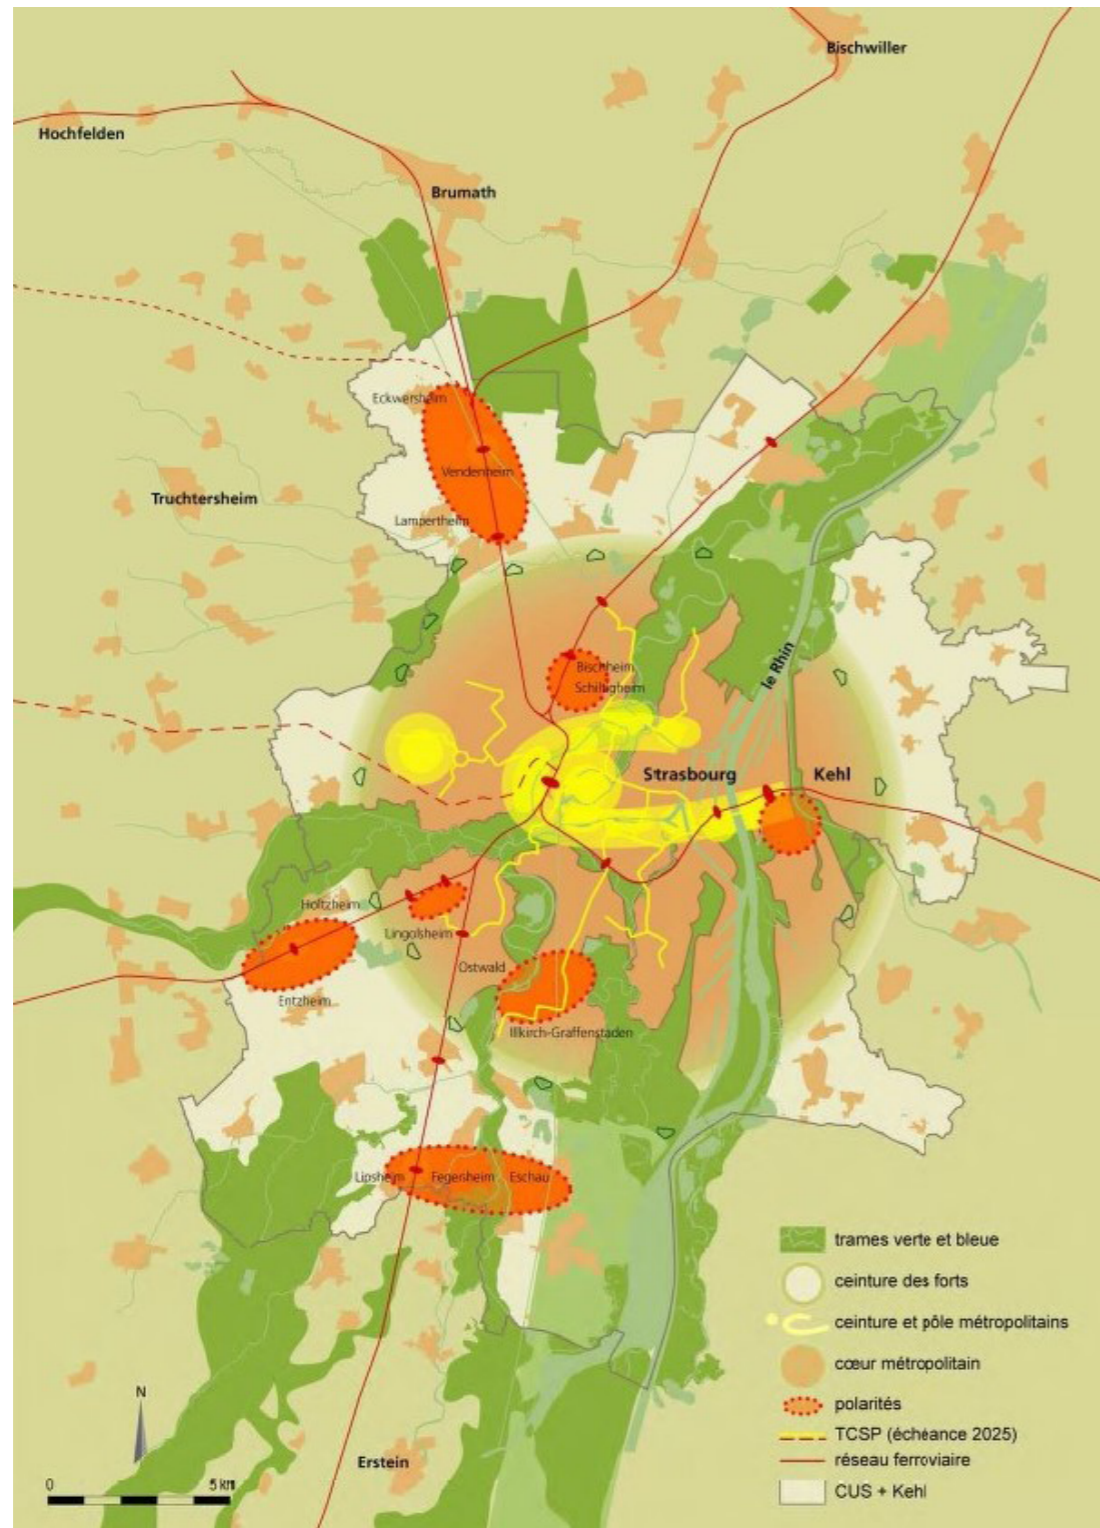 Bischwiller
Hochfelden
Brumath
Eckwersheim
Vendenheim
Truchtersheim
Lampertheim
le Rhin
Bischheim
Schiltigheim
Strasbourg
Kehl
Holtzheim
Lingolsheim
Ostwald
Entzheim
Illkirch-Graffenstaden
Lipsheim
Fegersheim
Eschau
trames verte et bleue
ceinture des forts
ceinture et pôle métropolitains
cœur métropolitain
polarités
TCSP (échéance 2025)
réseau ferroviaire
CUS + Kehl
N
Erstein
0
5 km